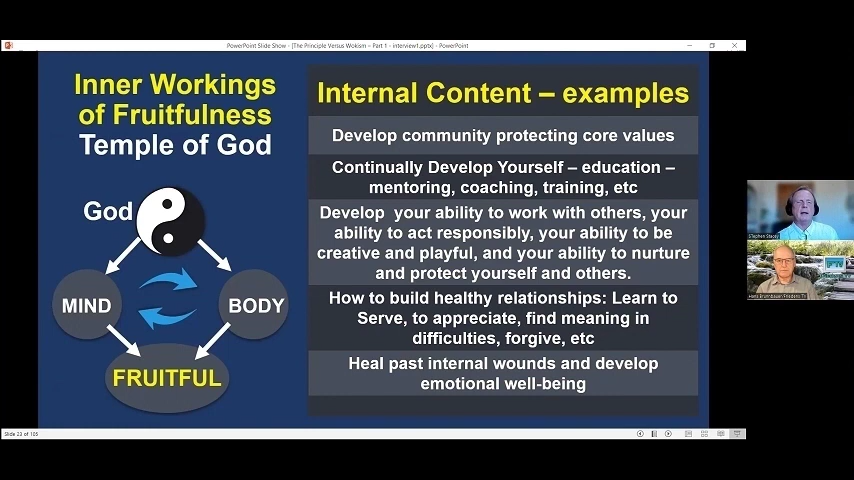 PowerPoint Slide Show - [The Principle Versus Wokism – Part 1 - interview1.pptx] - PowerPoint
Inner Workings
of Fruitfulness
Temple of God
God
MIND
BODY
FRUITFUL
Internal Content – examples
Develop community protecting core values
Continually Develop Yourself – education –
mentoring, coaching, training, etc
Develop your ability to work with others, your
ability to act responsibly, your ability to be
creative and playful, and your ability to nurture
and protect yourself and others.
How to build healthy relationships: Learn to
Serve, to appreciate, find meaning in
difficulties, forgive, etc
Heal past internal wounds and develop
emotional well-being
Stephen Stacey
Slide 23 of 105